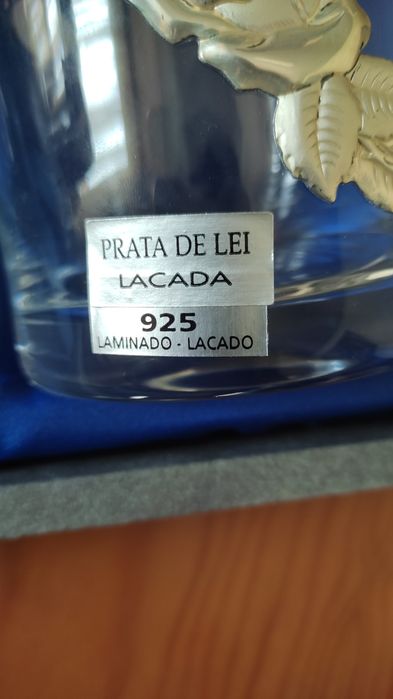 PRATA DE LEI
LACADA
925
LAMINADO - LACADO